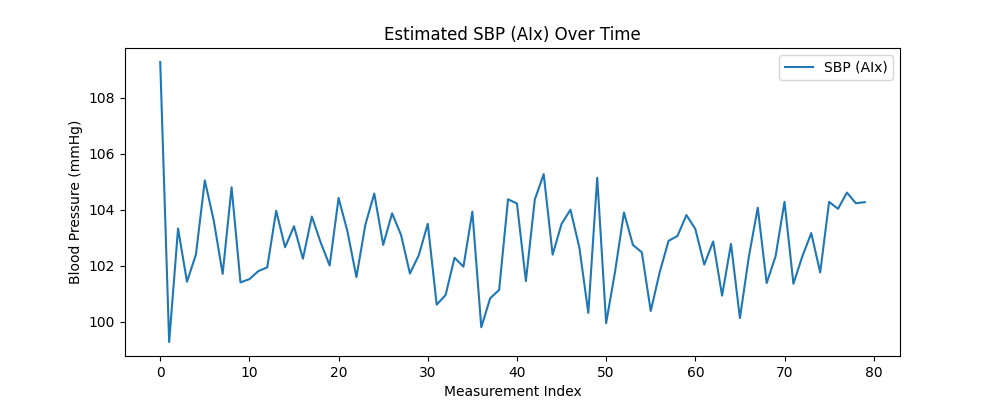 Estimated SBP (AIx) Over Time
SBP (AIx)
Blood Pressure (mmHg)
108
106
104
102
100
0 10 20 30 40 50 60 70 80
Measurement Index